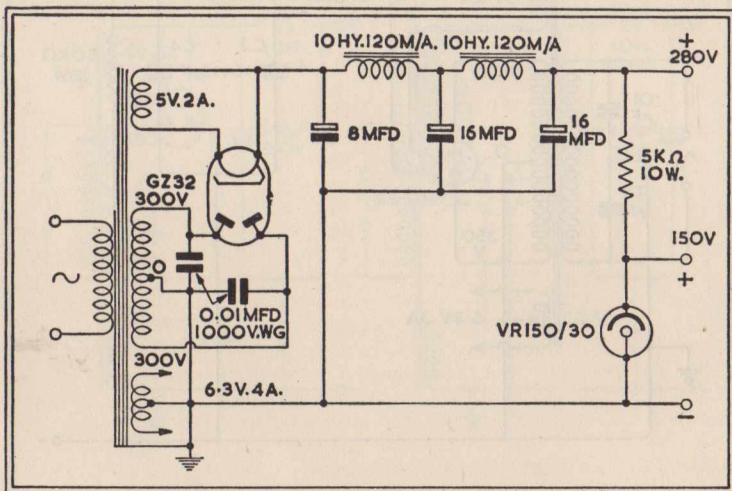 10HY.120M/A. 10HY.120M/A
+
280V
5V.2A.
8MFD
16MFD
16
MFD
5KΩ
10W.
GZ32
300V
0
150V
+
0.01MFD
1000V.WG
VR150/30
300V
6·3V.4A.
-